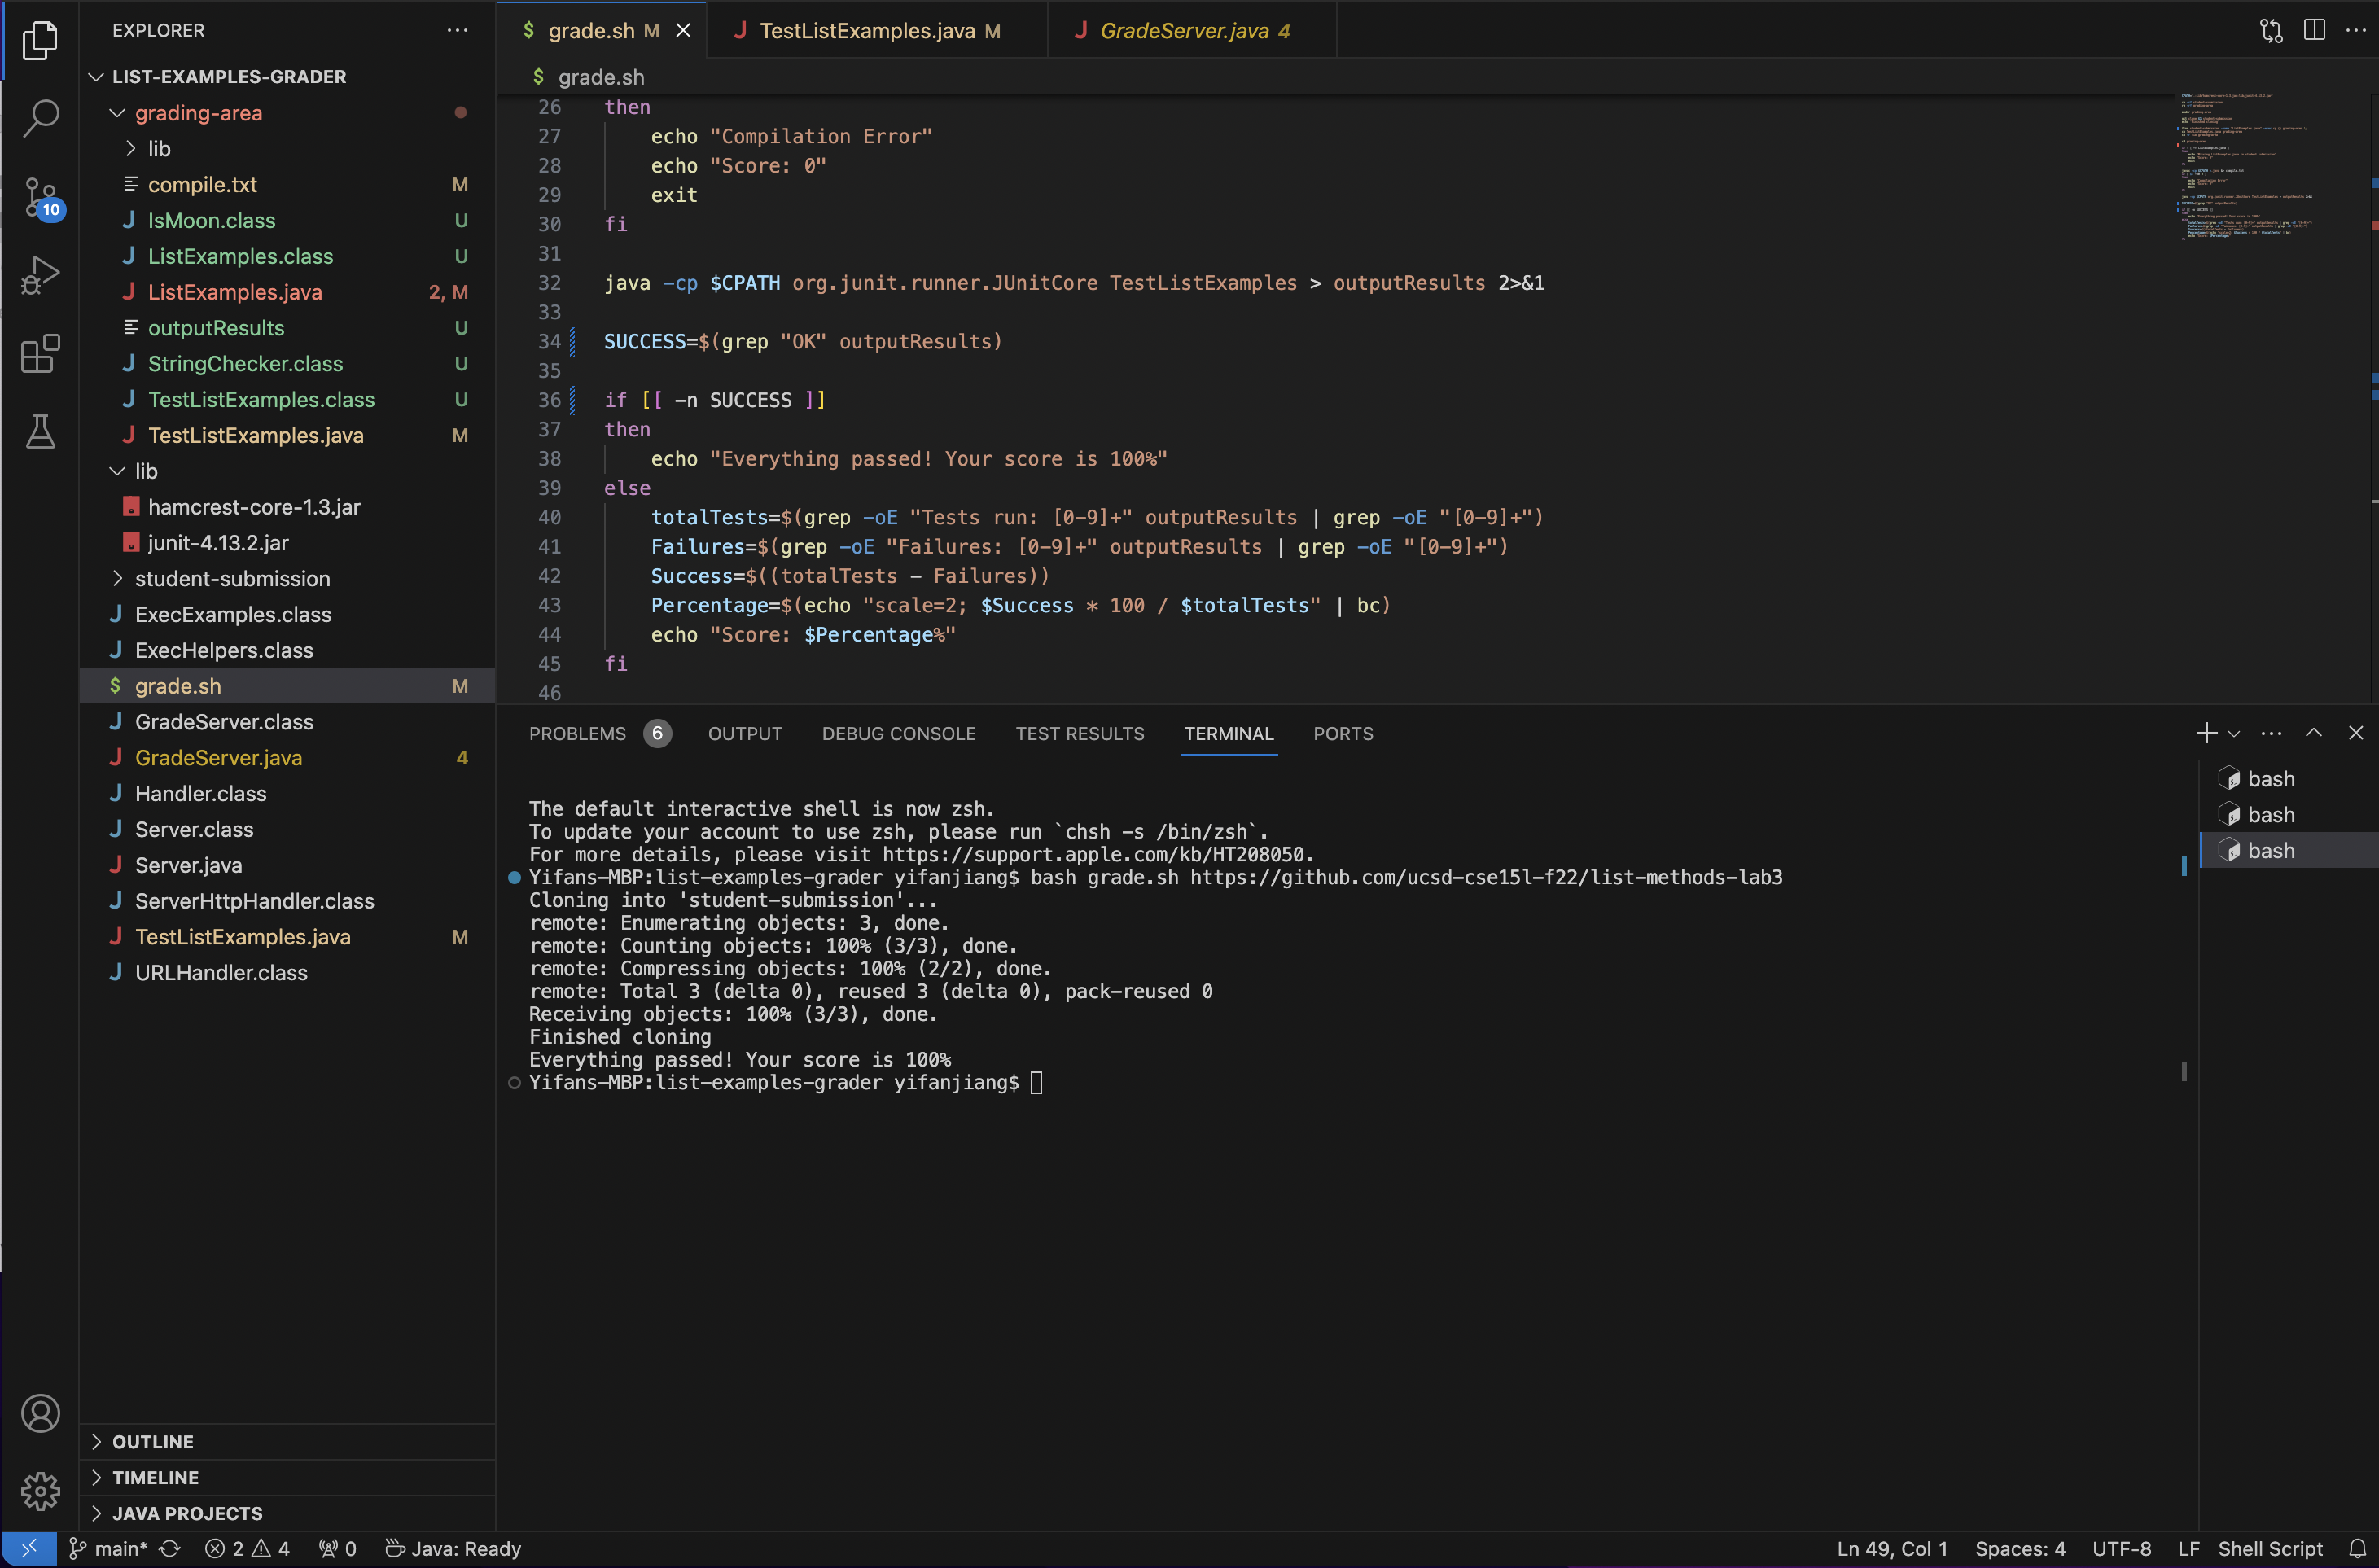 EXPLORER
LIST-EXAMPLES-GRADER
grading-area
lib
compile.txt M
IsMoon.class U
ListExamples.class U
ListExamples.java 2, M
outputResults U
StringChecker.class U
TestListExamples.class U
TestListExamples.java M
lib
hamcrest-core-1.3.jar
junit-4.13.2.jar
student-submission
ExecExamples.class
ExecHelpers.class
$ grade.sh M
GradeServer.class
GradeServer.java 4
Handler.class
Server.class
Server.java
ServerHttpHandler.class
TestListExamples.java M
URLHandler.class
OUTLINE
TIMELINE
JAVA PROJECTS
10
$ grade.sh M
J TestListExamples.java M
J GradeServer.java 4
$ grade.sh
26 then
27     echo "Compilation Error"
28     echo "Score: 0"
29     exit
30 fi
31
32 java -cp $CPATH org.junit.runner.JUnitCore TestListExamples > outputResults 2>&1
33
34 SUCCESS=$(grep "OK" outputResults)
35
36 if [[ -n SUCCESS ]]
37 then
38     echo "Everything passed! Your score is 100%"
39 else
40     totalTests=$(grep -oE "Tests run: [0-9]+" outputResults | grep -oE "[0-9]+")
41     Failures=$(grep -oE "Failures: [0-9]+" outputResults | grep -oE "[0-9]+")
42     Success=$((totalTests - Failures))
43     Percentage=$(echo "scale=2; $Success * 100 / $totalTests" | bc)
44     echo "Score: $Percentage%"
45 fi
46
PROBLEMS 6 OUTPUT DEBUG CONSOLE TEST RESULTS TERMINAL PORTS
The default interactive shell is now zsh.
To update your account to use zsh, please run `chsh -s /bin/zsh`.
For more details, please visit https://support.apple.com/kb/HT208050.
Yifans-MBP:list-examples-grader yifanjiang$ bash grade.sh https://github.com/ucsd-cse15l-f22/list-methods-lab3
Cloning into 'student-submission'...
remote: Enumerating objects: 3, done.
remote: Counting objects: 100% (3/3), done.
remote: Compressing objects: 100% (2/2), done.
remote: Total 3 (delta 0), reused 3 (delta 0), pack-reused 0
Receiving objects: 100% (3/3), done.
Finished cloning
Everything passed! Your score is 100%
Yifans-MBP:list-examples-grader yifanjiang$
bash
bash
bash
main* 2 4 0 Java: Ready
Ln 49, Col 1 Spaces: 4 UTF-8 LF Shell Script